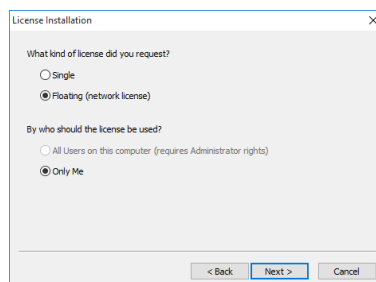 License Installation
What kind of license did you request?
Single
Floating (network license)
By who should the license be used?
All Users on this computer (requires Administrator rights)
Only Me
< Back Next > Cancel